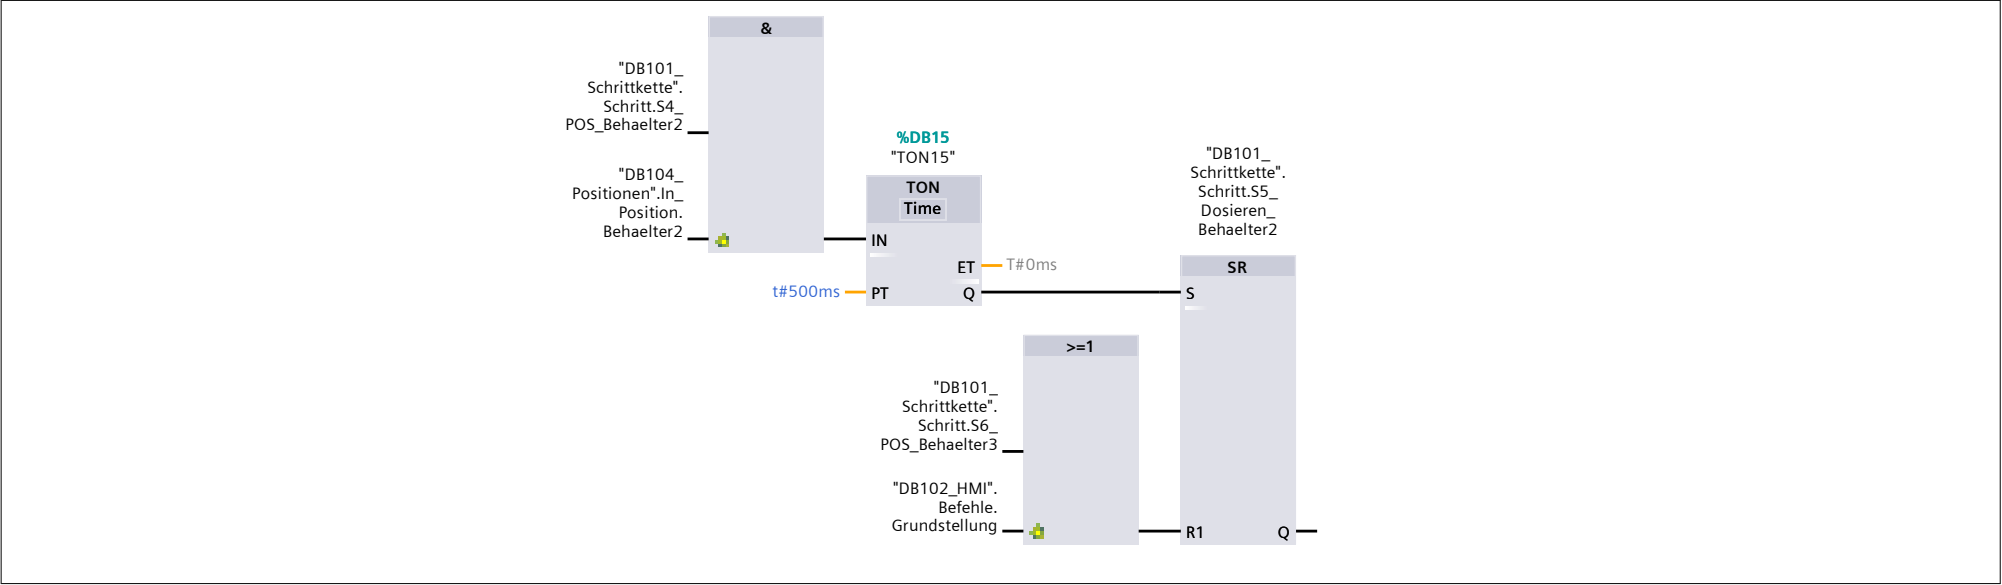 &
"DB101_
Schrittkette".
Schritt.S4_
POS_Behaelter2
"DB104_
Positionen".In_
Position.
Behaelter2
%DB15
"TON15"
TON
Time
IN
ET
T#0ms
t#500ms
PT
Q
"DB101_
Schrittkette".
Schritt.S5_
Dosieren_
Behaelter2
SR
S
>=1
"DB101_
Schrittkette".
Schritt.S6_
POS_Behaelter3
"DB102_HMI".
Befehle.
Grundstellung
R1
Q